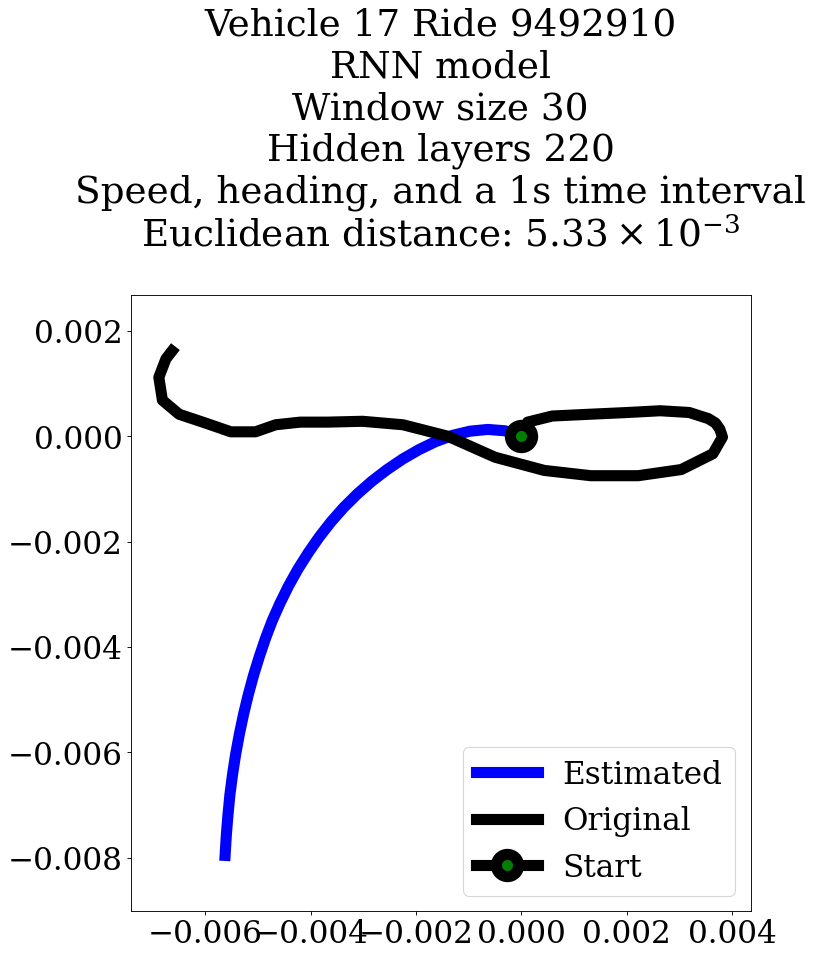 Vehicle 17 Ride 9492910
RNN model
Window size 30
Hidden layers 220
Speed, heading, and a 1s time interval
Euclidean distance: 5.33 × 10⁻³
0.002
0.000
−0.002
−0.004
−0.006
−0.008
Estimated
Original
Start
−0.006 −0.004 −0.002 0.000 0.002 0.004